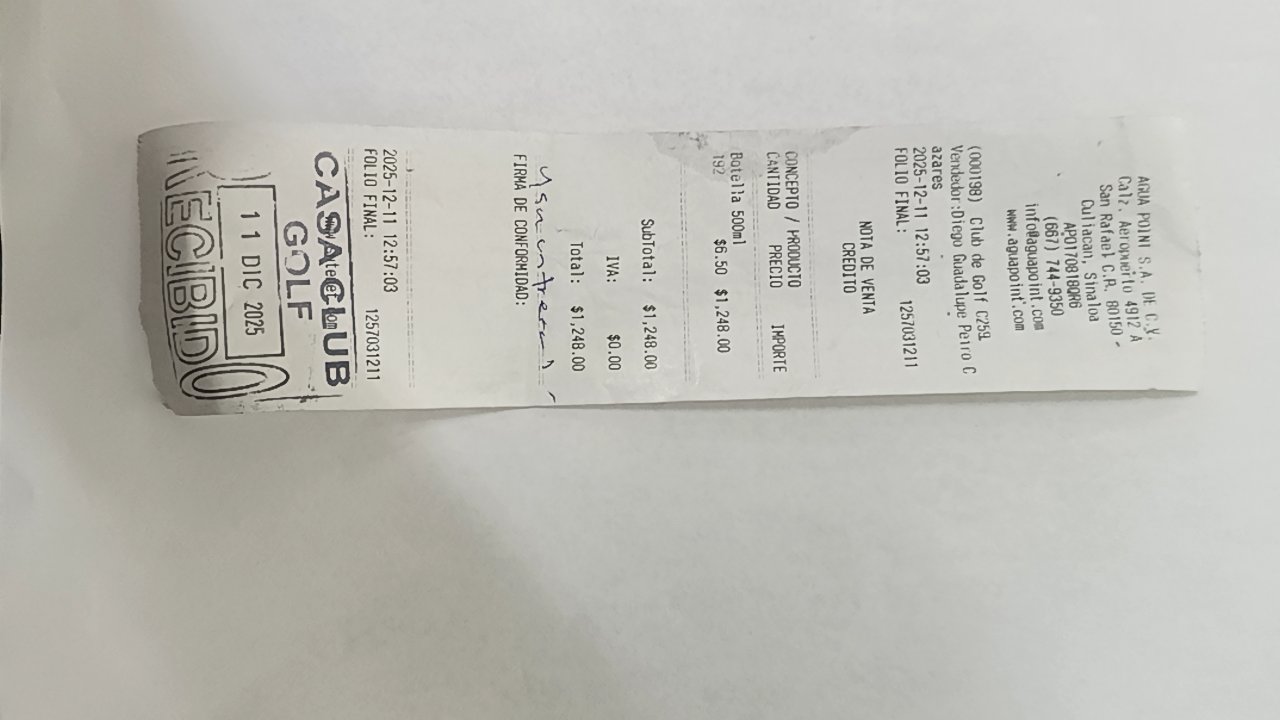 AGUA POINT S.A. DE C.V.
Calz. Aeropuerto 4912 A
San Rafael C.P. 80150 -
Culiacan, Sinaloa
APO170818QR6
(667) 744-9350
info@aguapoint.com
www.aguapoint.com
(000198) Club de Golf C259
Vendedor:Diego Guadalupe Peiro C
azares
2025-12-11 12:57:03
FOLIO FINAL: 1257031211
NOTA DE VENTA
CREDITO
CONCEPTO / PRODUCTO
CANTIDAD PRECIO IMPORTE
Botella 500ml
192 $6.50 $1,248.00
SubTotal: $1,248.00
IVA: $0.00
Total: $1,248.00
FIRMA DE CONFORMIDAD:
2025-12-11 12:57:03
FOLIO FINAL: 1257031211
CASA CLUB
GOLF
11 DIC 2025
RECIBIDO